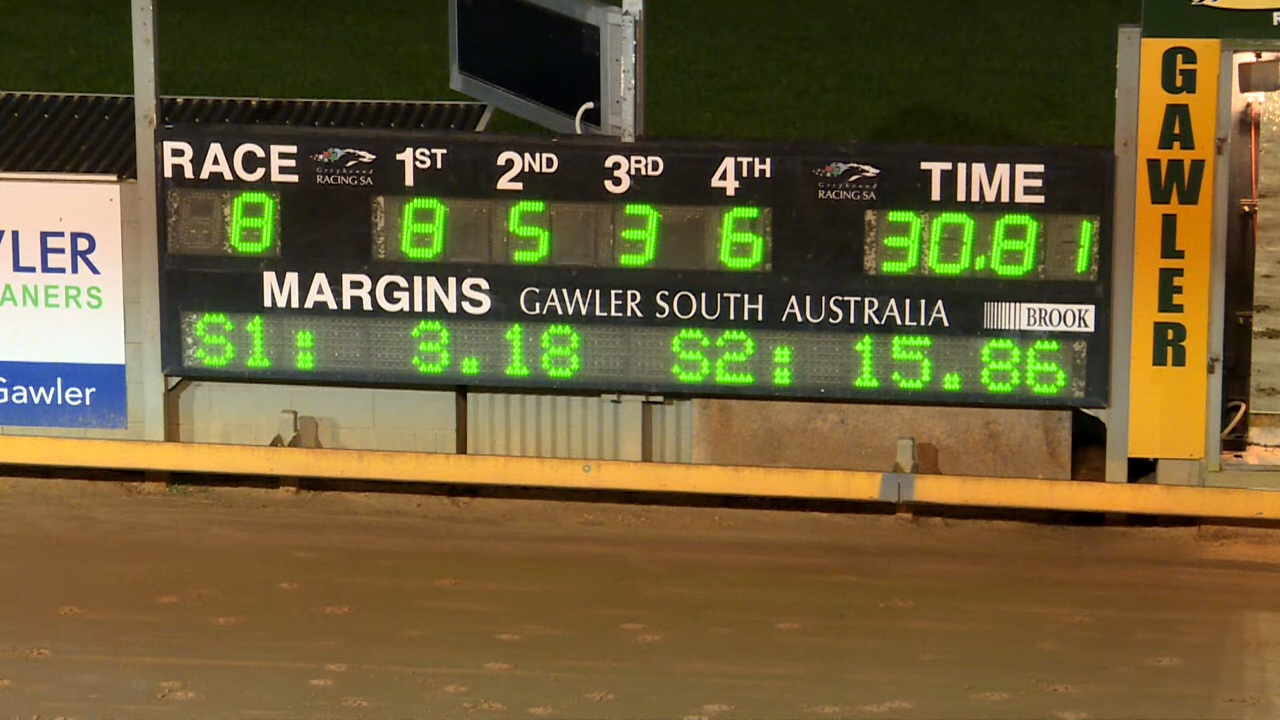 RACE
Greyhound
RACING SA
1ST 2ND 3RD 4TH
Greyhound
RACING SA
TIME
8 8 5 3 6 30.81
MARGINS GAWLER SOUTH AUSTRALIA BROOK
S1: 3.18 S2: 15.86
GAWLER
LER
ANERS
Gawler